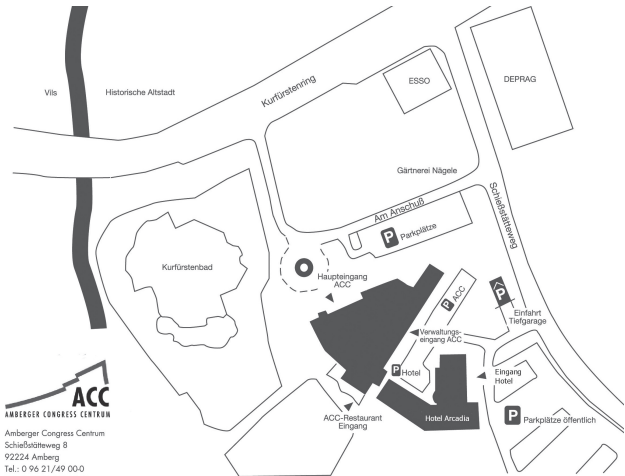 Vils
Historische Altstadt
Kurfürstenring
ESSO
DEPRAG
Gärtnerei Nägele
Am Anschuß
Schießstätteweg
P Parkplätze
Kurfürstenbad
Haupteingang
ACC
P ACC
P
Einfahrt
Tiefgarage
Verwaltungs-
eingang ACC
P Hotel
Eingang
Hotel
ACC-Restaurant
Eingang
Hotel Arcadia
P Parkplätze öffentlich
ACC
AMBERGER CONGRESS CENTRUM
Amberger Congress Centrum
Schießstätteweg 8
92224 Amberg
Tel.: 0 96 21/49 00-0